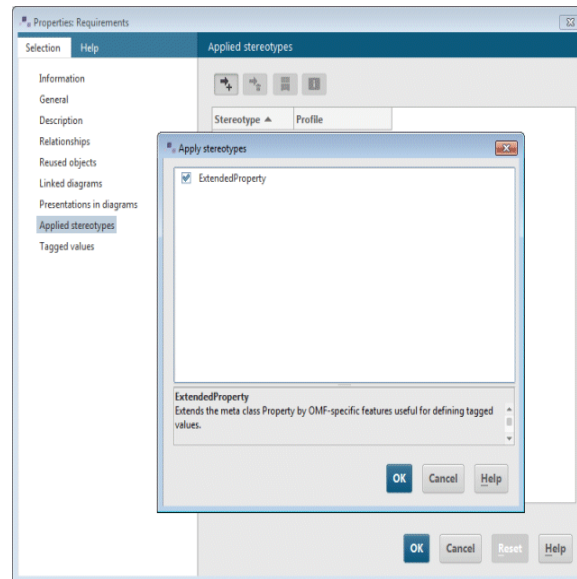 Properties: Requirements
Selection Help
Applied stereotypes
Information
General
Description
Relationships
Reused objects
Linked diagrams
Presentations in diagrams
Applied stereotypes
Tagged values
Stereotype Profile
Apply stereotypes
ExtendedProperty
ExtendedProperty
Extends the meta class Property by OMF-specific features useful for defining tagged
values.
OK Cancel Help
OK Cancel Reset Help